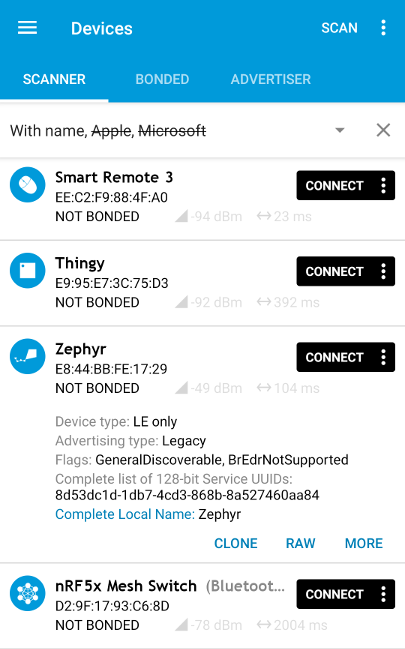 Devices
SCAN
SCANNER
BONDED
ADVERTISER
With name, Apple, Microsoft
Smart Remote 3
CONNECT
EE:C2:F9:88:4F:A0
NOT BONDED
-94 dBm
23 ms
Thingy
CONNECT
E9:95:E7:3C:75:D3
NOT BONDED
-92 dBm
392 ms
Zephyr
CONNECT
E8:44:BB:FE:17:29
NOT BONDED
-49 dBm
104 ms
Device type: LE only
Advertising type: Legacy
Flags: GeneralDiscoverable, BrEdrNotSupported
Complete list of 128-bit Service UUIDs:
8d53dc1d-1db7-4cd3-868b-8a527460aa84
Complete Local Name: Zephyr
CLONE
RAW
MORE
nRF5x Mesh Switch (Bluetoot...
CONNECT
D2:9F:17:93:C6:8D
NOT BONDED
-78 dBm
2004 ms